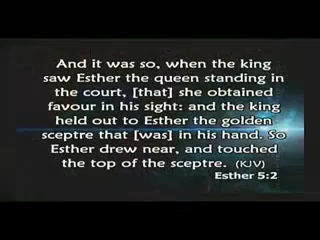 And it was so, when the king
saw Esther the queen standing in
the court, [that] she obtained
favour in his sight: and the king
held out to Esther the golden
sceptre that [was] in his hand. So
Esther drew near, and touched
the top of the sceptre. (KJV)
Esther 5:2